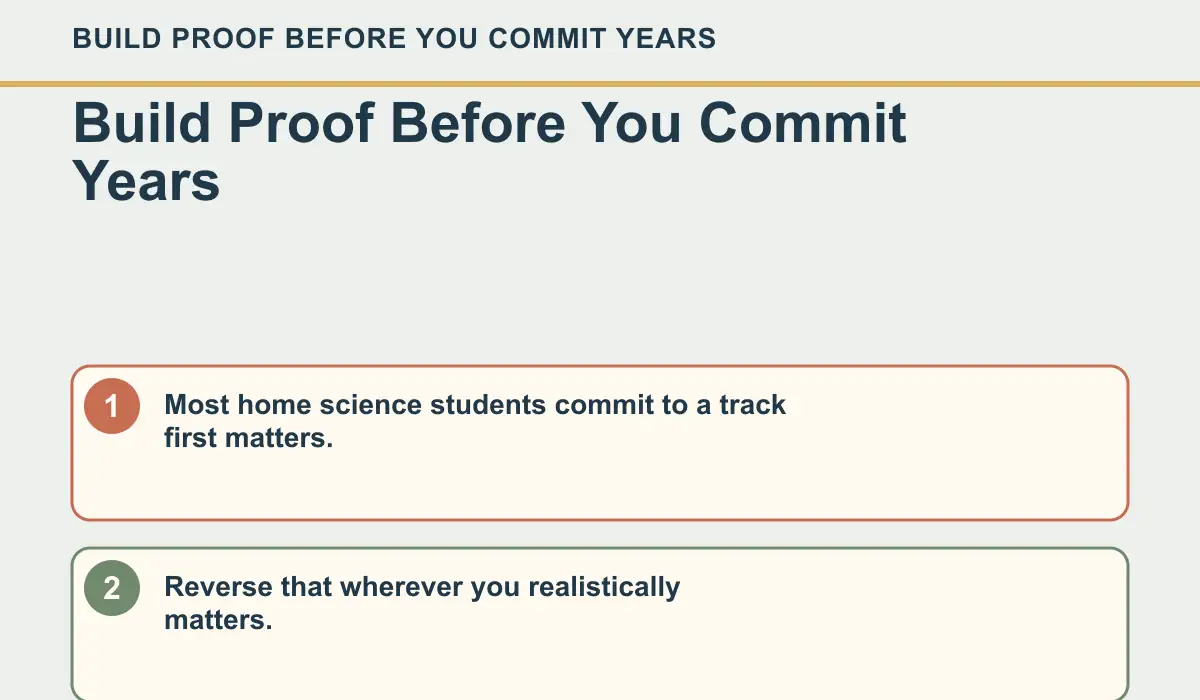 BUILD PROOF BEFORE YOU COMMIT YEARS
Build Proof Before You Commit
Years
1
Most home science students commit to a track
first matters.
2
Reverse that wherever you realistically
matters.